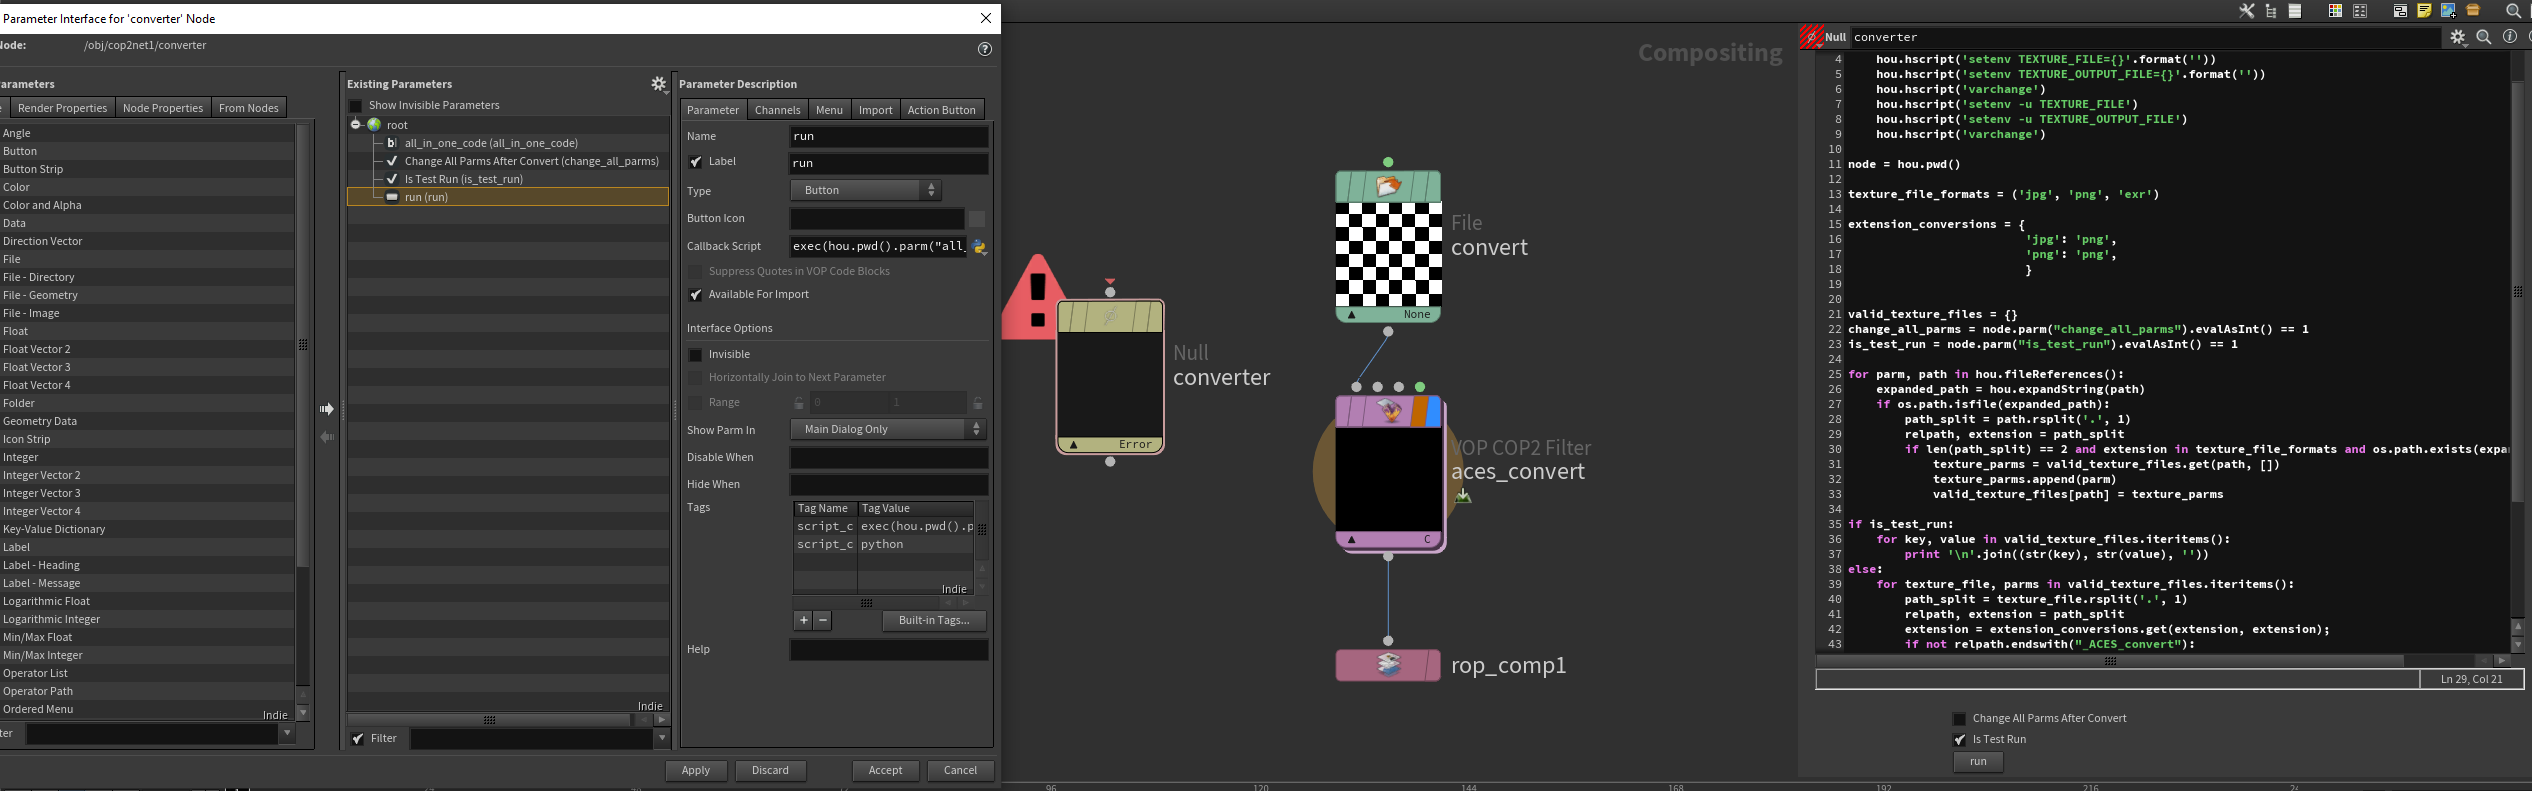 Parameter Interface for 'converter' Node
Node:
/obj/cop2net1/converter
arameters
Render Properties
Node Properties
From Nodes
Angle
Button
Button Strip
Color
Color and Alpha
Data
Direction Vector
File
File - Directory
File - Geometry
File - Image
Float
Float Vector 2
Float Vector 3
Float Vector 4
Folder
Geometry Data
Icon Strip
Integer
Integer Vector 2
Integer Vector 3
Integer Vector 4
Key-Value Dictionary
Label
Label - Heading
Label - Message
Logarithmic Float
Logarithmic Integer
Min/Max Float
Min/Max Integer
Operator List
Operator Path
Ordered Menu
Indie
ter
Existing Parameters
Show Invisible Parameters
root
all_in_one_code (all_in_one_code)
Change All Parms After Convert (change_all_parms)
Is Test Run (is_test_run)
run (run)
Indie
Filter
Parameter Description
Parameter
Channels
Menu
Import
Action Button
Name
run
Label
run
Type
Button
Button Icon
Callback Script
exec(hou.pwd().parm("all_
Suppress Quotes in VOP Code Blocks
Available For Import
Interface Options
Invisible
Horizontally Join to Next Parameter
Range
0
1
Show Parm In
Main Dialog Only
Disable When
Hide When
Tags
Tag Name
Tag Value
script_c
exec(hou.pwd().p
script_c
python
Indie
Built-in Tags...
Help
Apply
Discard
Accept
Cancel
Compositing
Null
converter
Error
File
convert
None
VOP COP2 Filter
aces_convert
C
rop_comp1
96
120
144
168
192
216
Null
converter
4 hou.hscript('setenv TEXTURE_FILE={}'.format(''))
5 hou.hscript('setenv TEXTURE_OUTPUT_FILE={}'.format(''))
6 hou.hscript('varchange')
7 hou.hscript('setenv -u TEXTURE_FILE')
8 hou.hscript('setenv -u TEXTURE_OUTPUT_FILE')
9 hou.hscript('varchange')
10
11 node = hou.pwd()
12
13 texture_file_formats = ('jpg', 'png', 'exr')
14
15 extension_conversions = {
16 'jpg': 'png',
17 'png': 'png',
18 }
19
20
21 valid_texture_files = {}
22 change_all_parms = node.parm("change_all_parms").evalAsInt() == 1
23 is_test_run = node.parm("is_test_run").evalAsInt() == 1
24
25 for parm, path in hou.fileReferences():
26 expanded_path = hou.expandString(path)
27 if os.path.isfile(expanded_path):
28 path_split = path.rsplit('.', 1)
29 relpath, extension = path_split
30 if len(path_split) == 2 and extension in texture_file_formats and os.path.exists(expa
31 texture_parms = valid_texture_files.get(path, [])
32 texture_parms.append(parm)
33 valid_texture_files[path] = texture_parms
34
35 if is_test_run:
36 for key, value in valid_texture_files.iteritems():
37 print '\n'.join((str(key), str(value), ''))
38 else:
39 for texture_file, parms in valid_texture_files.iteritems():
40 path_split = texture_file.rsplit('.', 1)
41 relpath, extension = path_split
42 extension = extension_conversions.get(extension, extension);
43 if not relpath.endswith("_ACES_convert"):
Ln 29, Col 21
Change All Parms After Convert
Is Test Run
run